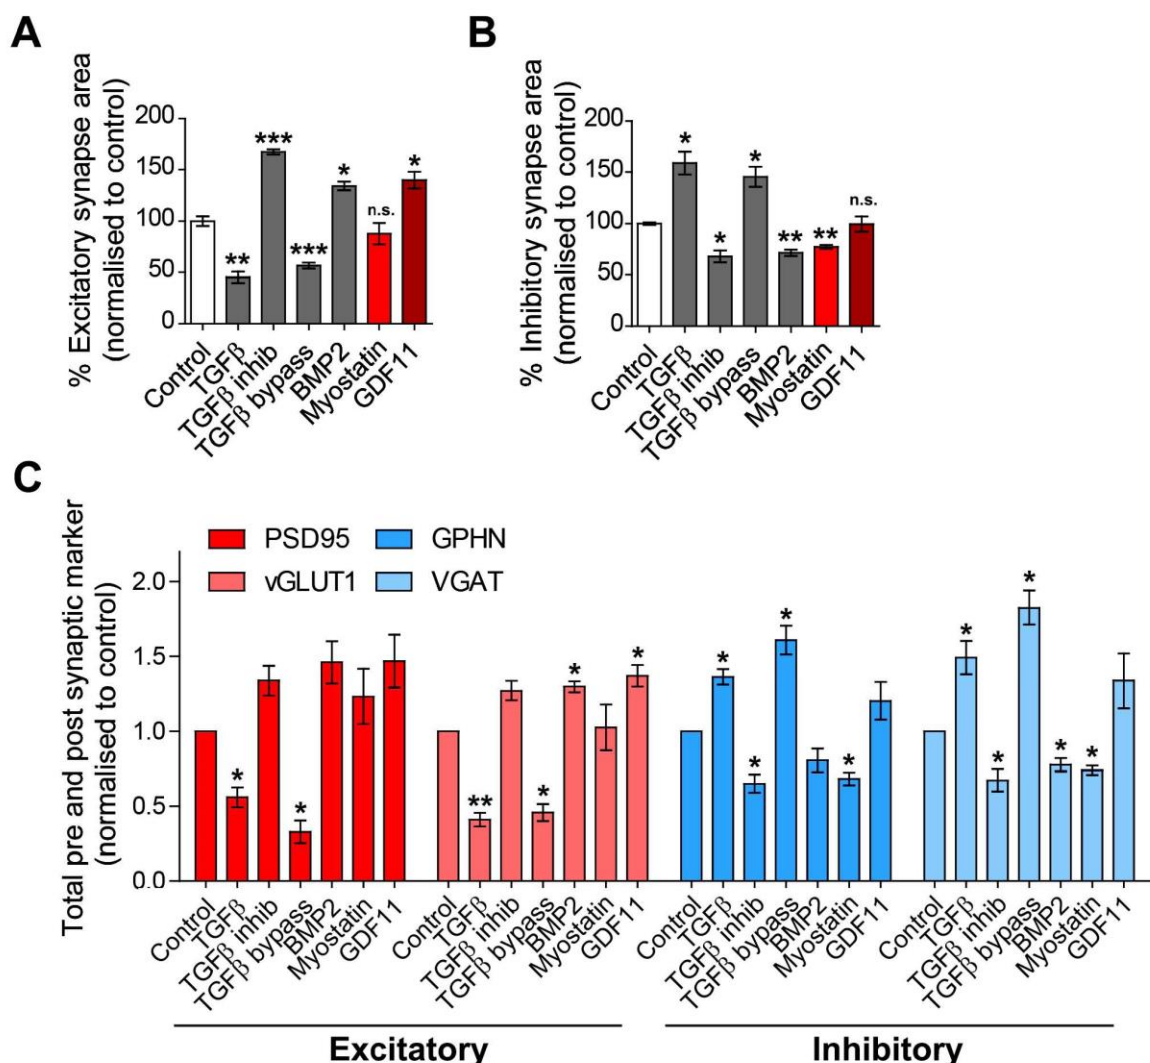 A
% Excitatory synapse area
(normalised to control)
200
150
100
50
0
**
***
***
*
n.s.
*
Control
TGFβ
TGFβ inhib
TGFβ bypass
BMP2
Myostatin
GDF11
B
% Inhibitory synapse area
(normalised to control)
200
150
100
50
0
*
*
*
**
**
n.s.
Control
TGFβ
TGFβ inhib
TGFβ bypass
BMP2
Myostatin
GDF11
C
Total pre and post synaptic marker
(normalised to control)
PSD95
GPHN
vGLUT1
VGAT
2.0
1.5
1.0
0.5
0.0
*
*
**
*
*
*
*
*
*
*
*
*
*
*
*
Control
TGFβ
TGFβ inhib
TGFβ bypass
BMP2
Myostatin
GDF11
Control
TGFβ
TGFβ inhib
TGFβ bypass
BMP2
Myostatin
GDF11
Control
TGFβ
TGFβ inhib
TGFβ bypass
BMP2
Myostatin
GDF11
Control
TGFβ
TGFβ inhib
TGFβ bypass
BMP2
Myostatin
GDF11
Excitatory
Inhibitory